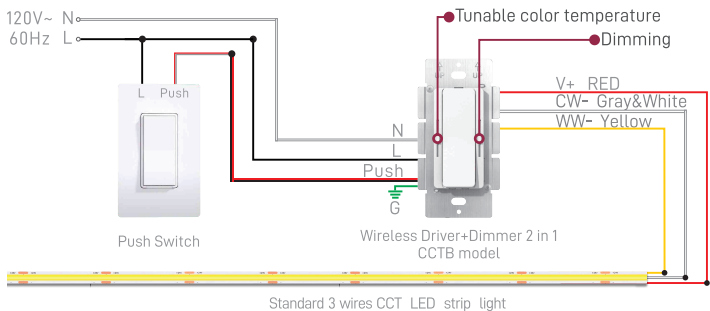 120V~ N
60Hz L
Tunable color temperature
Dimming
L Push
V+ RED
CW- Gray&White
WW- Yellow
N
L
Push
G
Push Switch
Wireless Driver+Dimmer 2 in 1
CCTB model
Standard 3 wires CCT LED strip light